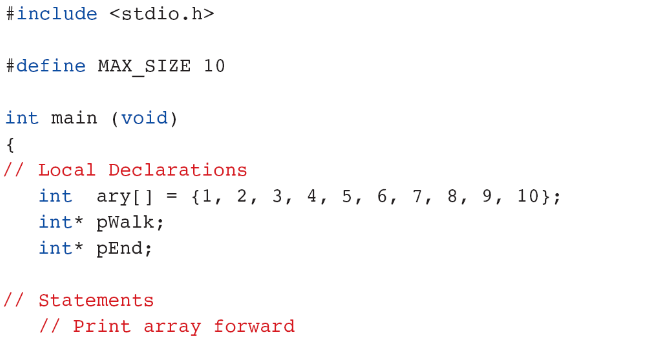 #include <stdio.h>
#define MAX_SIZE 10
int main (void)
{
// Local Declarations
int  ary[] = {1, 2, 3, 4, 5, 6, 7, 8, 9, 10};
int* pWalk;
int* pEnd;
// Statements
// Print array forward